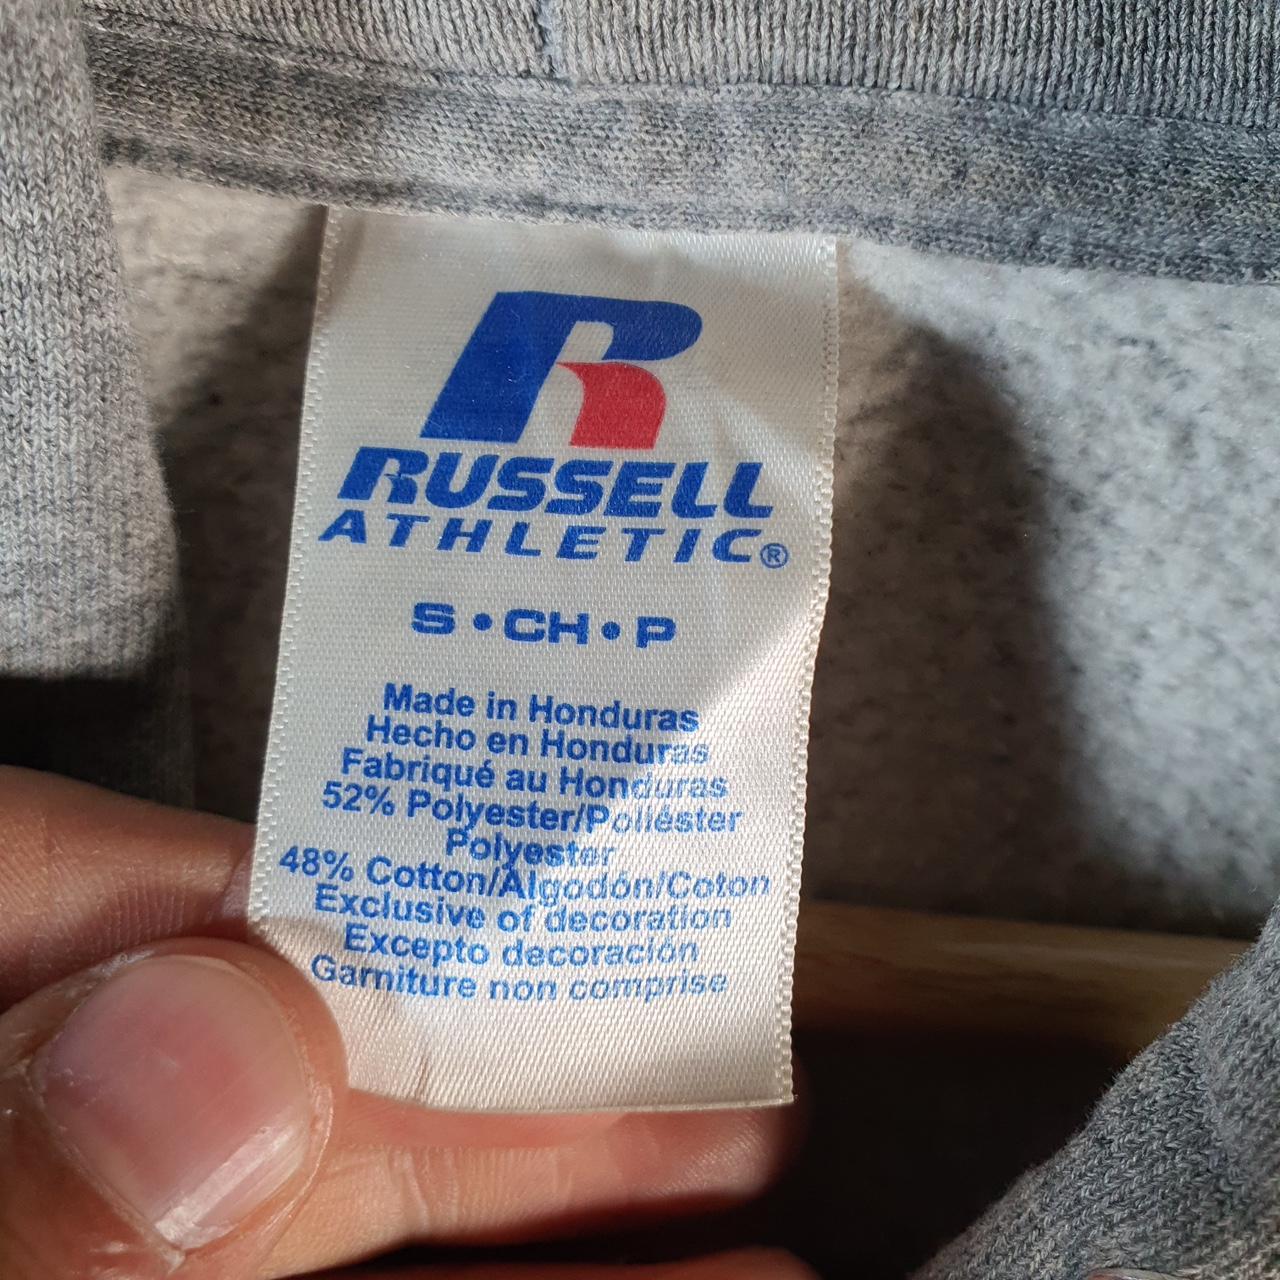 R
RUSSELL
ATHLETIC®
S • CH • P
Made in Honduras
Hecho en Honduras
Fabriqué au Honduras
52% Polyester/Poliéster
Polyester
48% Cotton/Algodón/Coton
Exclusive of decoration
Excepto decoración
Garniture non comprise